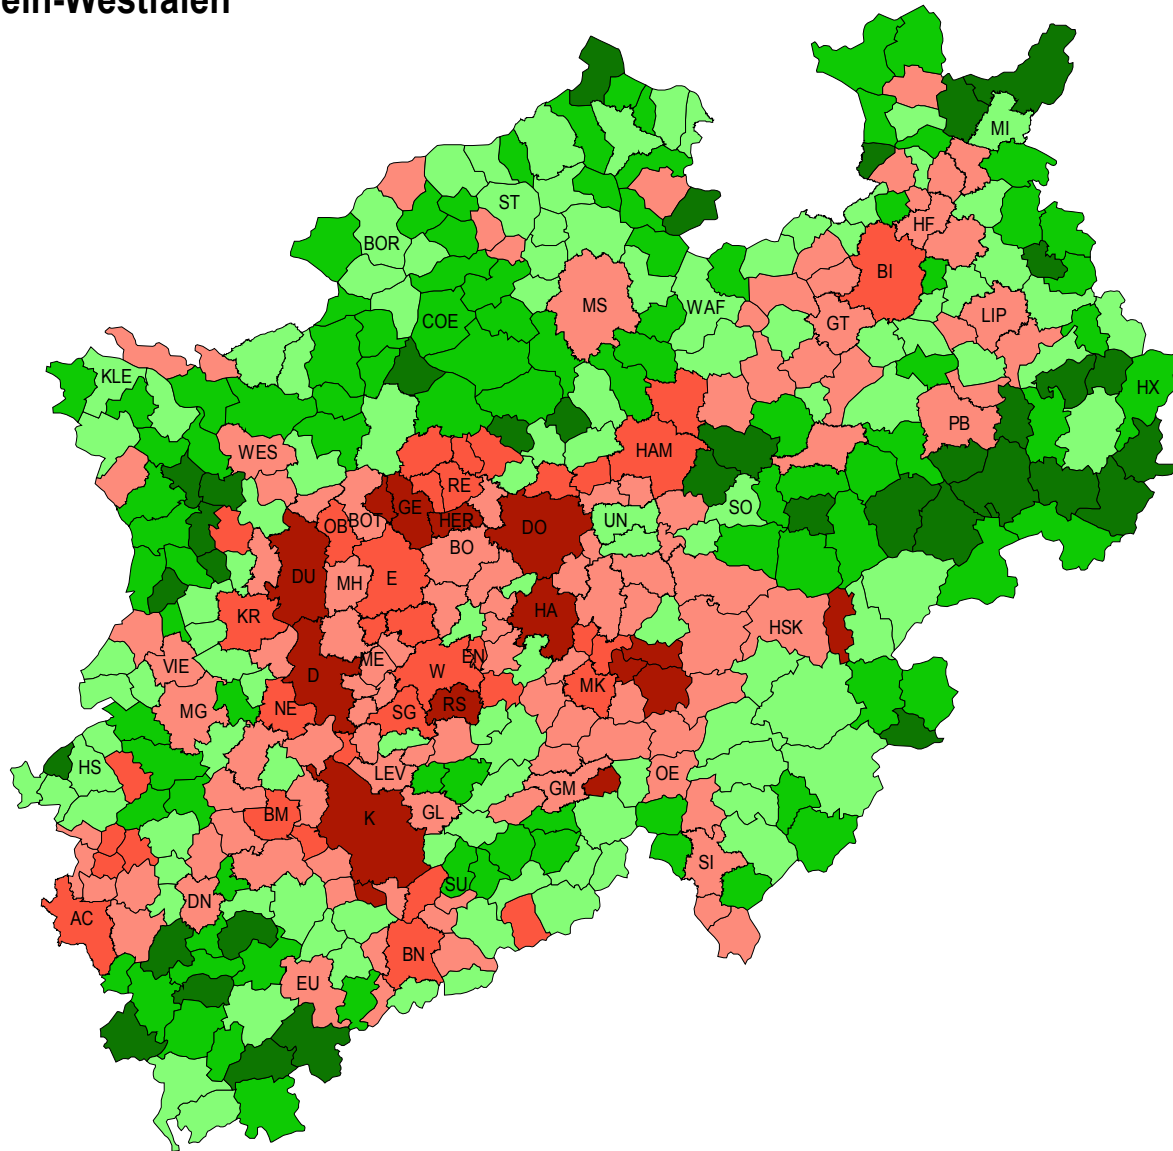 ein-Westfalen
MI
ST
HF
BOR
BI
MS
WAF
LIP
COE
GT
KLE
HX
PB
WES
HAM
RE
GE
SO
OB
BOT
HER
DO
UN
BO
DU
MH
E
HA
KR
HSK
ME
EN
VIE
W
D
MK
RS
MG
NE
SG
HS
LEV
OE
GM
BM
K
GL
SI
SU
DN
AC
BN
EU